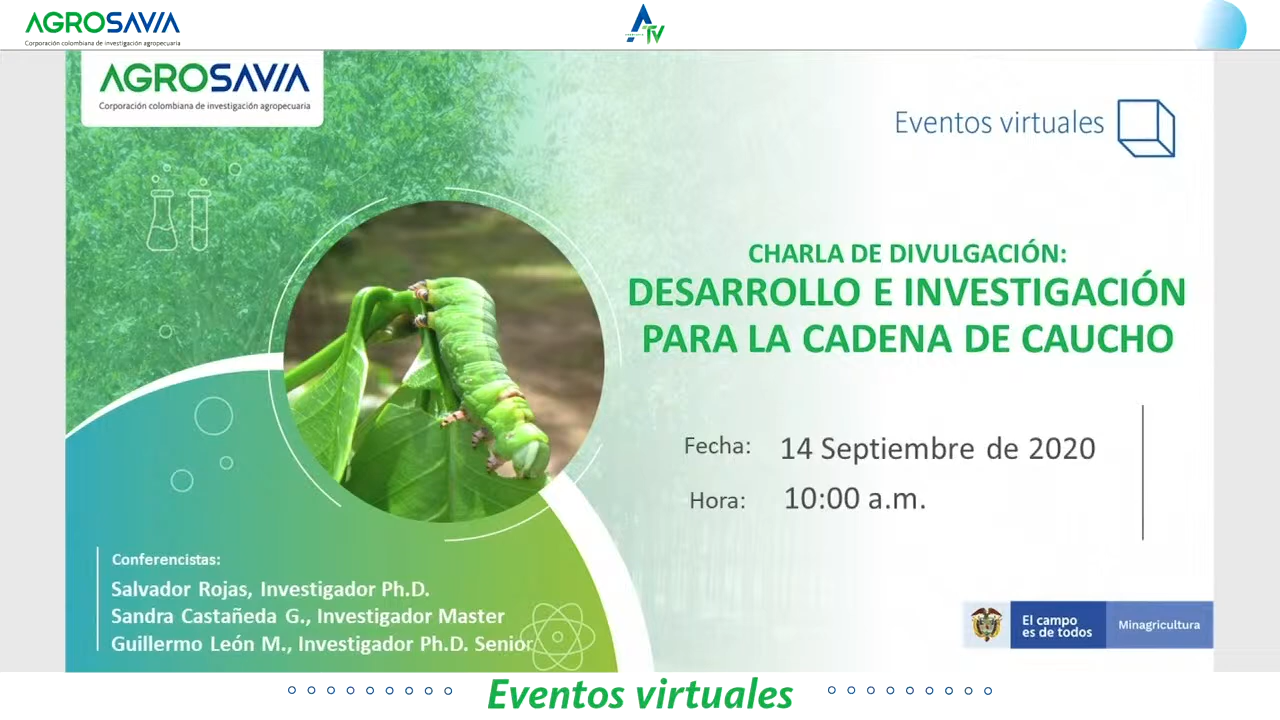 AGROSAVIA
Corporación colombiana de investigación agropecuaria
ATV
AGROSAVIA
Corporación colombiana de investigación agropecuaria
Eventos virtuales
CHARLA DE DIVULGACIÓN:
DESARROLLO E INVESTIGACIÓN
PARA LA CADENA DE CAUCHO
Fecha: 14 Septiembre de 2020
Hora: 10:00 a.m.
Conferencistas:
Salvador Rojas, Investigador Ph.D.
Sandra Castañeda G., Investigador Master
Guillermo León M., Investigador Ph.D. Senior
El campo
es de todos
Minagricultura
Eventos virtuales